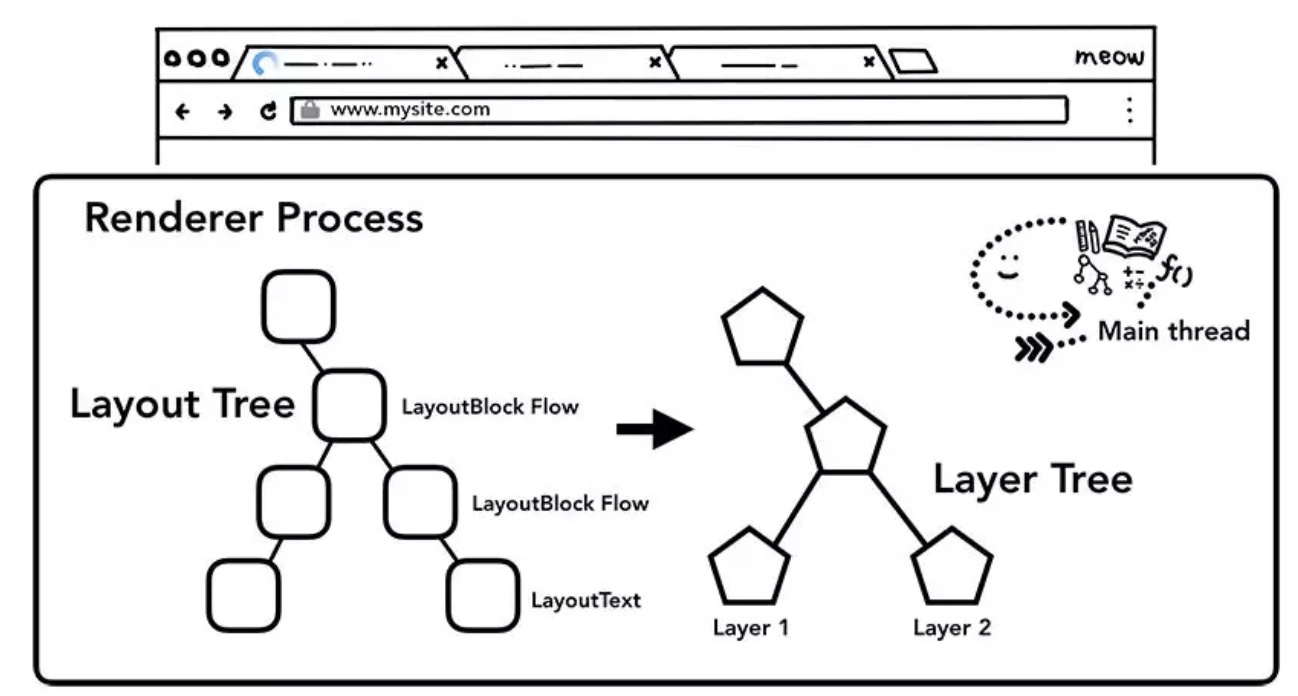 meow
www.mysite.com
Renderer Process
f()
Main thread
Layout Tree
LayoutBlock Flow
LayoutBlock Flow
LayoutText
Layer Tree
Layer 1
Layer 2